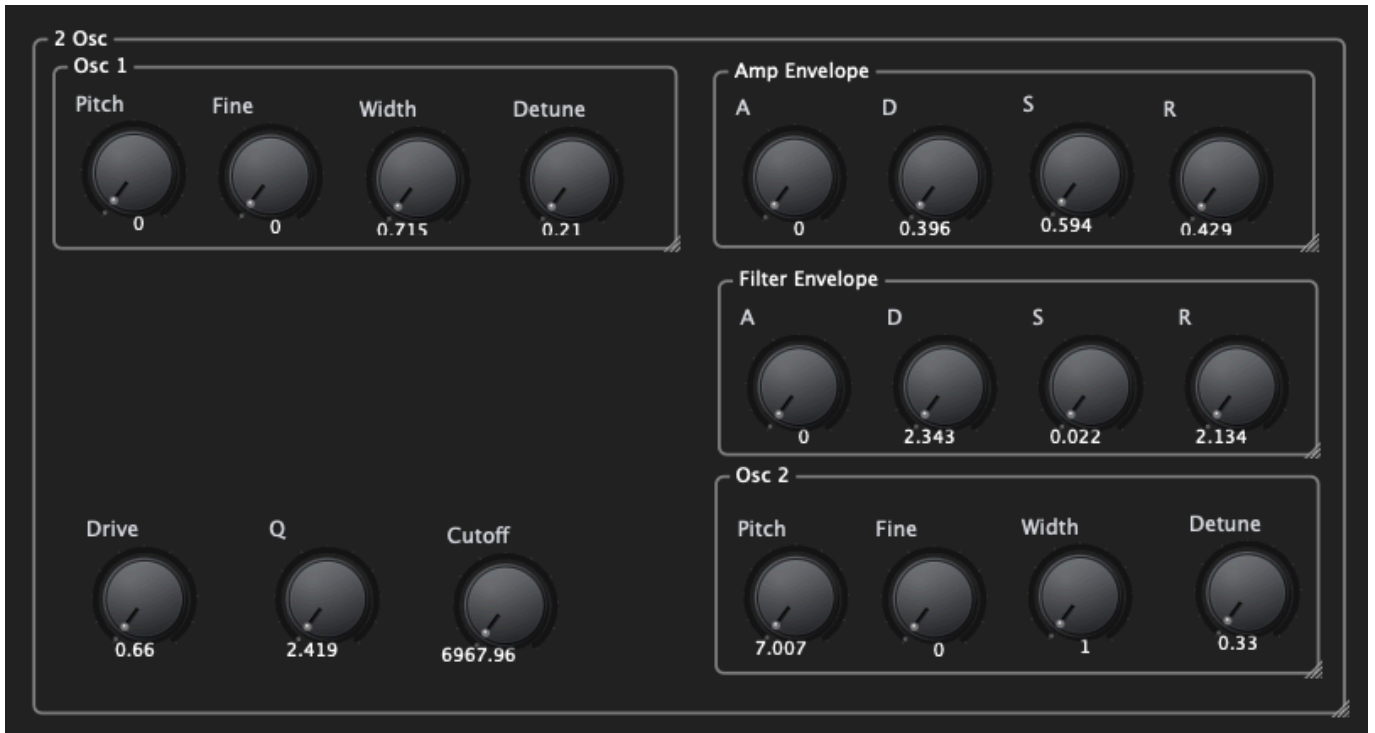 2 Osc
Osc 1
Pitch Fine Width Detune
0 0 0.715 0.21
Amp Envelope
A D S R
0 0.396 0.594 0.429
Filter Envelope
A D S R
0 2.343 0.022 2.134
Drive Q Cutoff
0.66 2.419 6967.96
Osc 2
Pitch Fine Width Detune
7.007 0 1 0.33